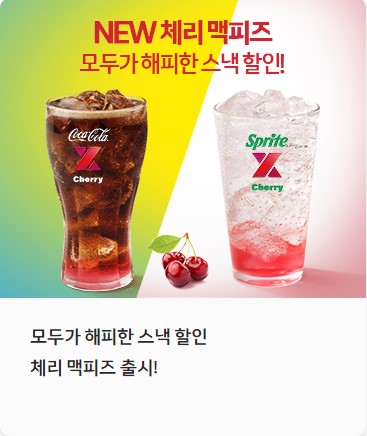 NEW 체리 맥피즈
모두가 해피한 스낵 할인!
Coca-Cola
X
Cherry
Sprite
X
Cherry
모두가 해피한 스낵 할인
체리 맥피즈 출시!